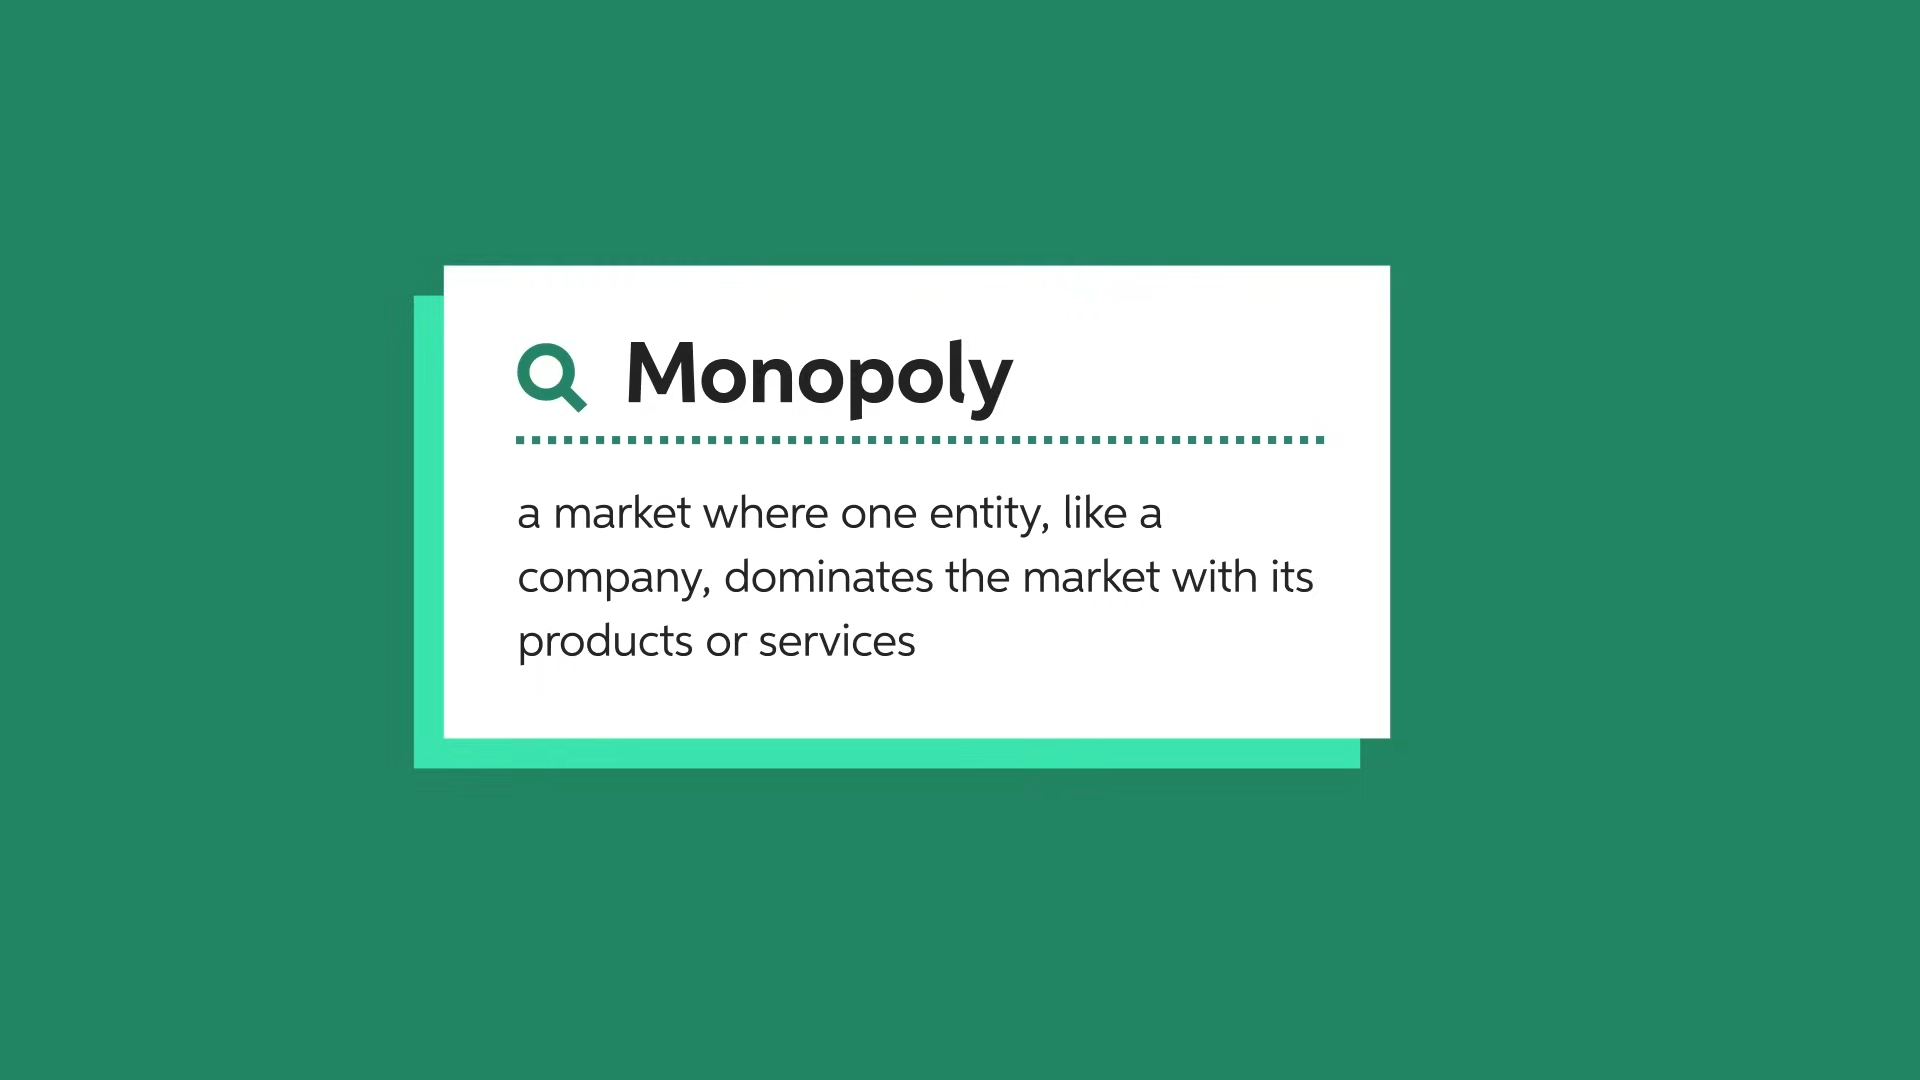 Monopoly
a market where one entity, like a
company, dominates the market with its
products or services